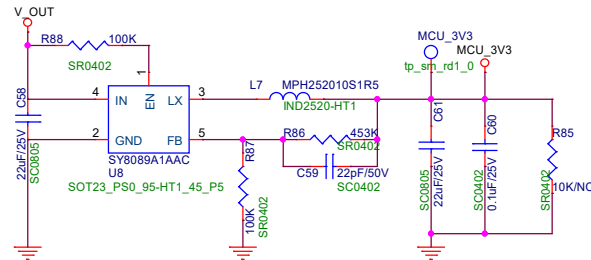 V_OUT
R88
100K
SR0402
MCU_3V3
MCU_3V3
tp_sm_rd1_0
C58
22uF/25V
SC0805
1
4
IN
EN
LX
3
2
GND
FB
5
SY8089A1AAC
U8
SOT23_PS0_95-HT1_45_P5
L7
MPH252010S1R5
IND2520-HT1
R86
453K
SR0402
C59
22pF/50V
SC0402
R87
100K
SR0402
C61
22uF/25V
SC0805
C60
0.1uF/25V
SC0402
R85
10K/NC
SR0402